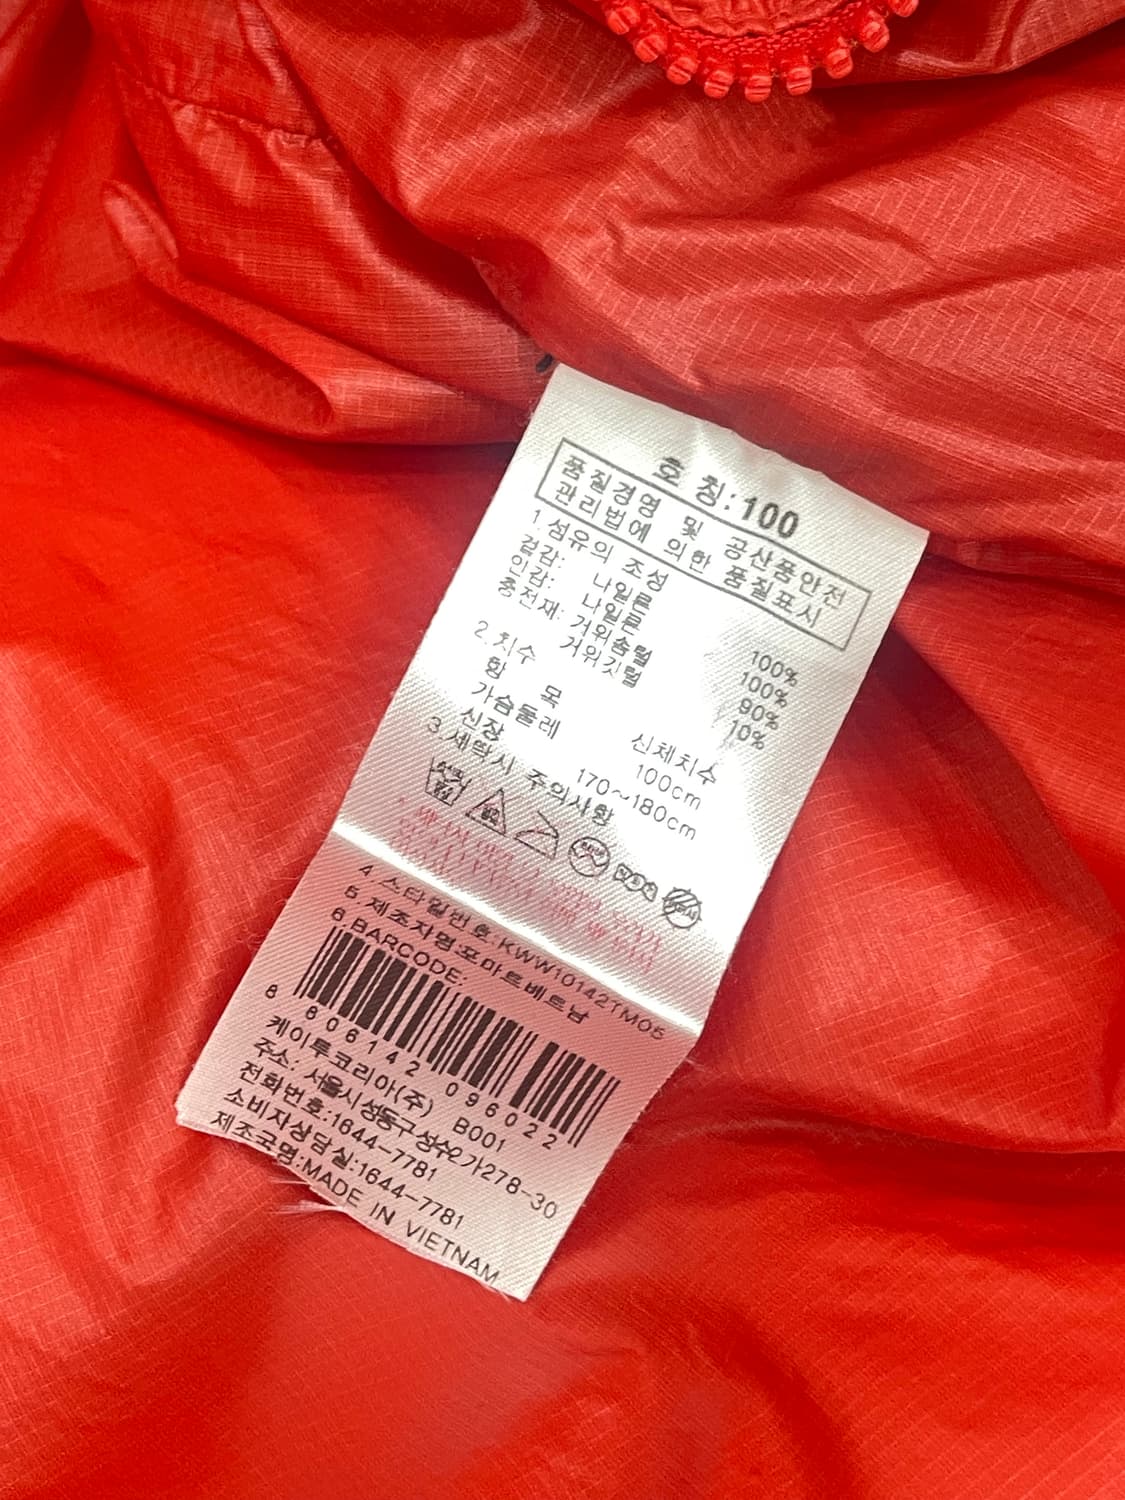 호 칭:100
품질경영 및 공산품안전
관리법에 의한 품질표시
1.섬유의 조성
겉감: 나일론 100%
안감: 나일론 100%
충전재: 거위솜털 90%
거위깃털 10%
2.치수
항 목 신체치수
가슴둘레 100cm
신장 170~180cm
3.세탁시 주의사항
4.스타일번호:KWW10142TM05
5.제조자명:포마트베트남
6.BARCODE:
8 806142 096022
케이투코리아(주) B001
주소: 서울시성동구성수2가278-30
전화번호:1644-7781
소비자상담실:1644-7781
제조국명:MADE IN VIETNAM